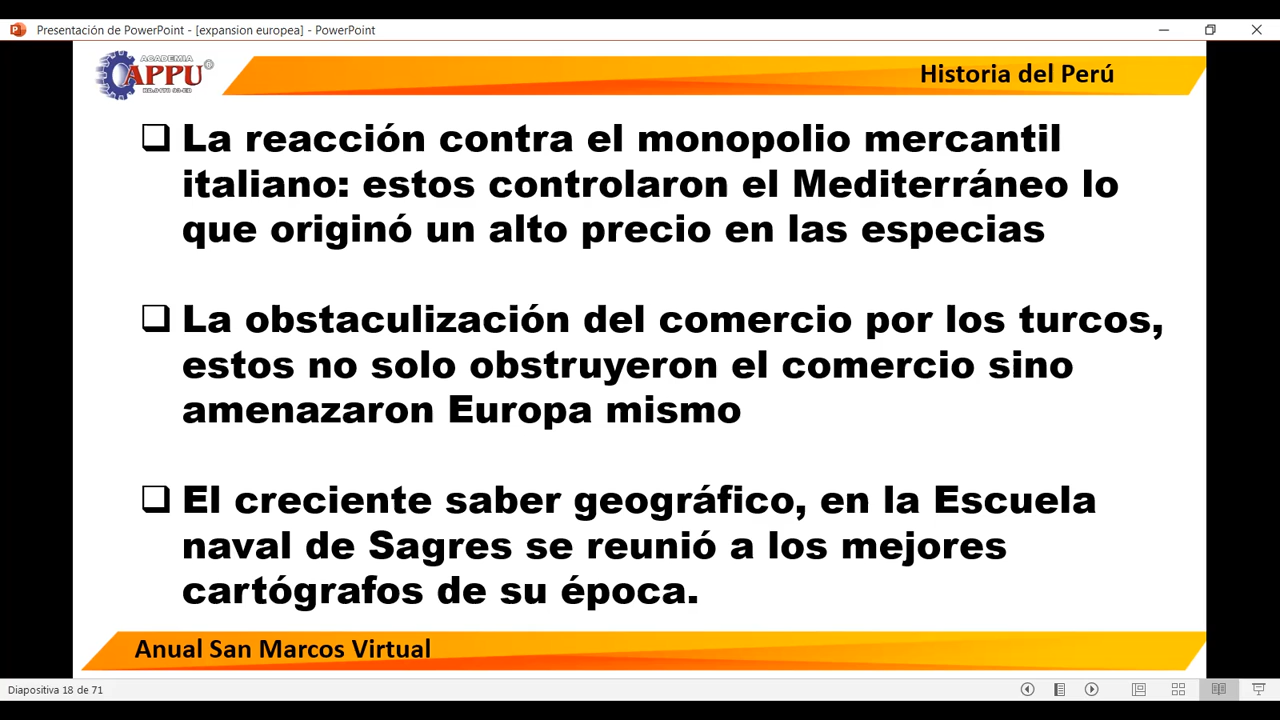 Presentación de PowerPoint - [expansion europea] - PowerPoint
ACADEMIA
APPU
Historia del Perú
La reacción contra el monopolio mercantil
italiano: estos controlaron el Mediterráneo lo
que originó un alto precio en las especias
La obstaculización del comercio por los turcos,
estos no solo obstruyeron el comercio sino
amenazaron Europa mismo
El creciente saber geográfico, en la Escuela
naval de Sagres se reunió a los mejores
cartógrafos de su época.
Anual San Marcos Virtual
Diapositiva 18 de 71